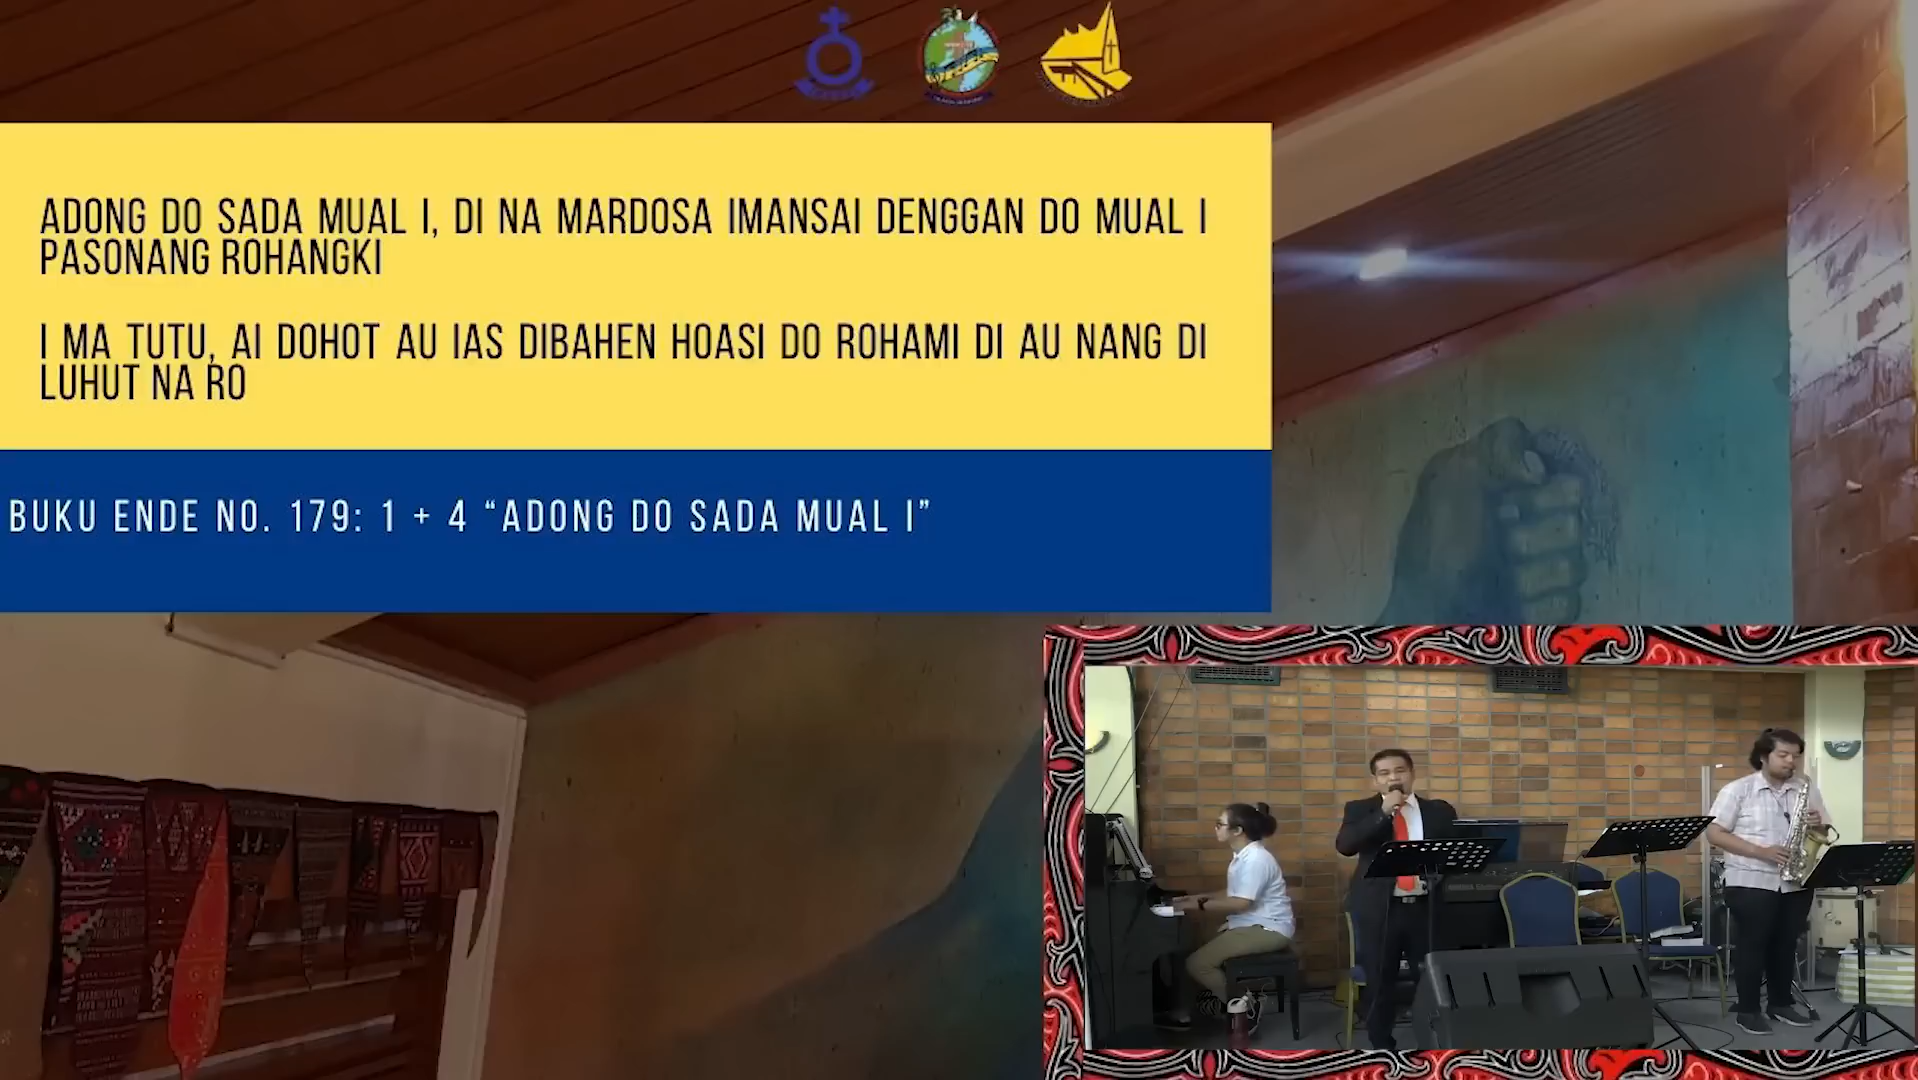 ADONG DO SADA MUAL I, DI NA MARDOSA IMANSAI DENGGAN DO MUAL I
PASONANG ROHANGKI
I MA TUTU, AI DOHOT AU IAS DIBAHEN HOASI DO ROHAMI DI AU NANG DI
LUHUT NA RO
BUKU ENDE NO. 179: 1 + 4 “ADONG DO SADA MUAL I”